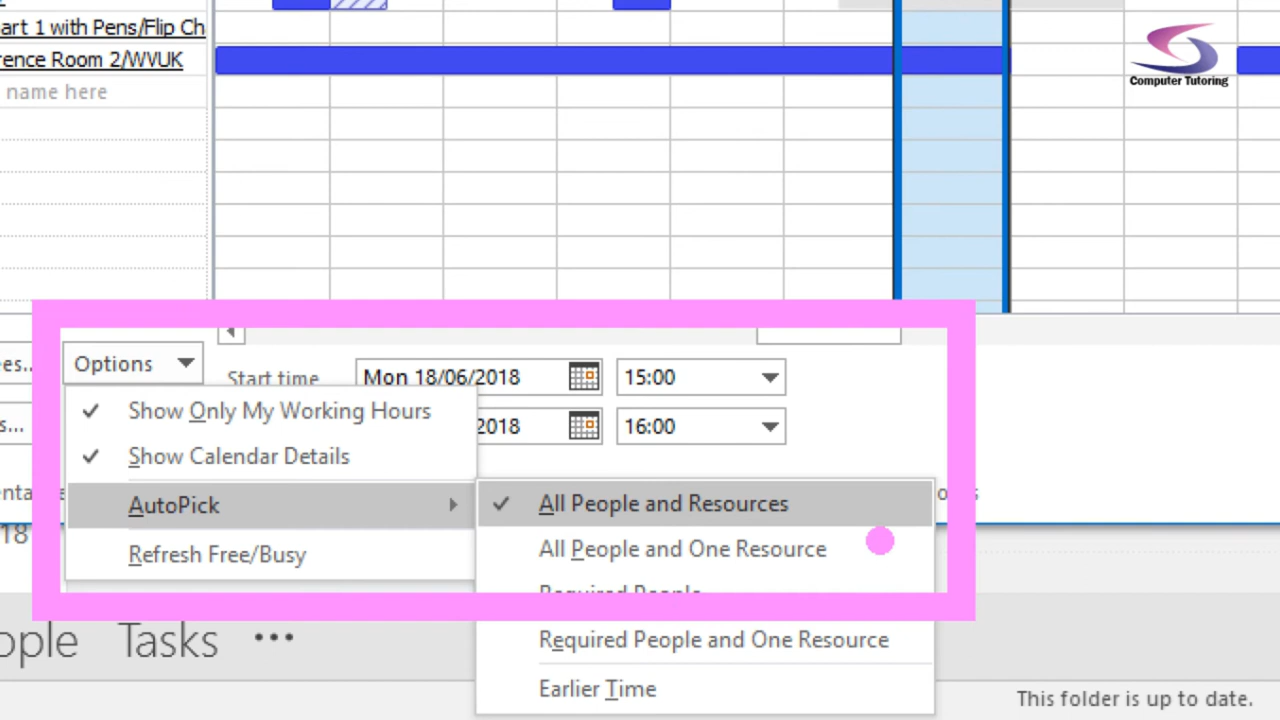 art 1 with Pens/Flip Ch
rence Room 2/WVUK
name here
Computer Tutoring
Options
Start time
Mon 18/06/2018
15:00
Show Only My Working Hours
2018
16:00
Show Calendar Details
AutoPick
All People and Resources
Refresh Free/Busy
All People and One Resource
Required People
Required People and One Resource
Earlier Time
ople
Tasks
•••
This folder is up to date.